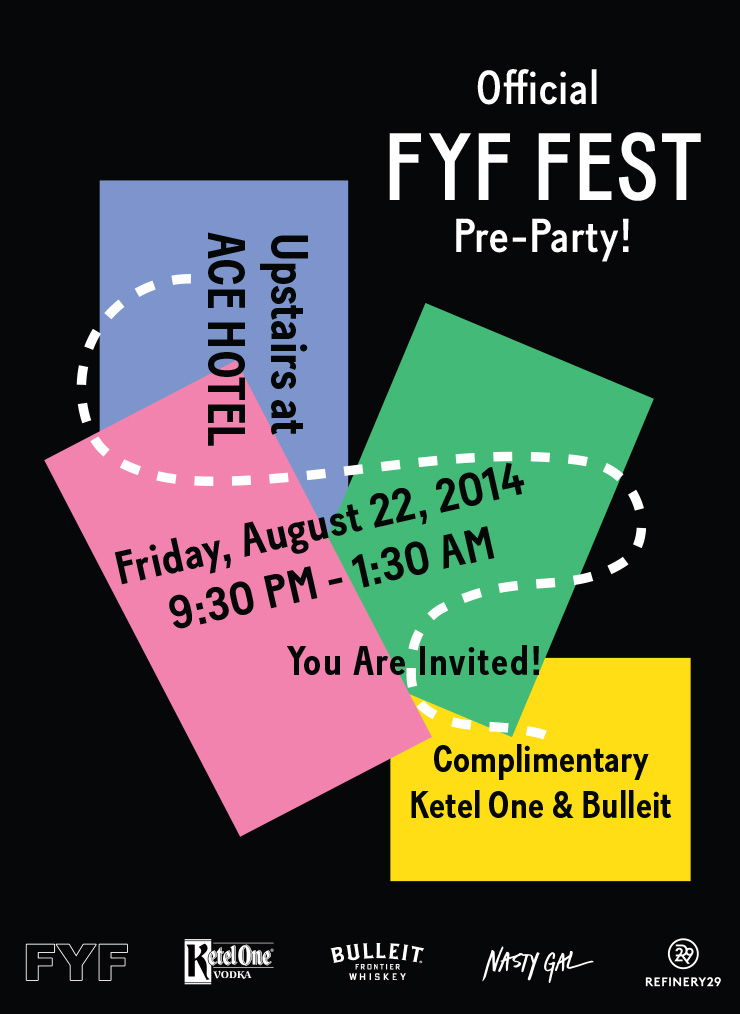 Official
FYF FEST
Pre-Party!
Upstairs at
ACE HOTEL
Friday, August 22, 2014
9:30 PM - 1:30 AM
You Are Invited!
Complimentary
Ketel One & Bulleit
FYF
Ketel One®
VODKA
BULLEIT
FRONTIER
WHISKEY
NASTY GAL
R29
REFINERY29